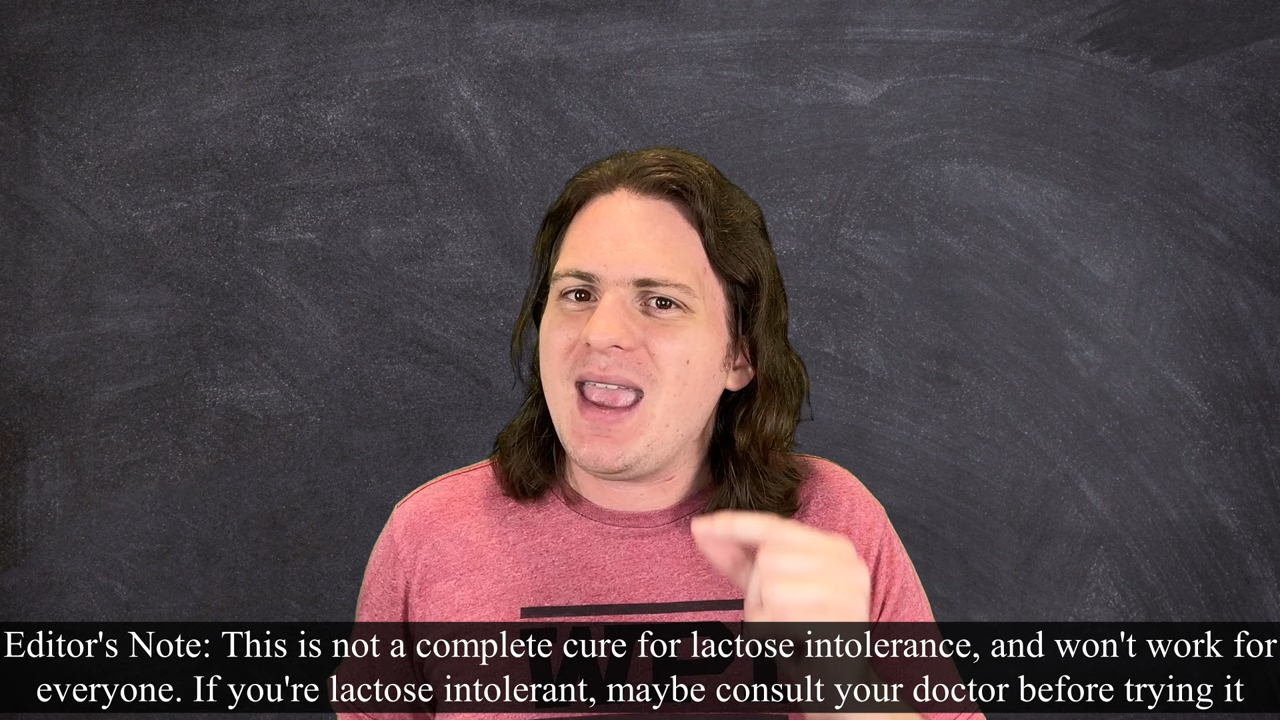 WPI
Editor's Note: This is not a complete cure for lactose intolerance, and won't work for
everyone. If you're lactose intolerant, maybe consult your doctor before trying it